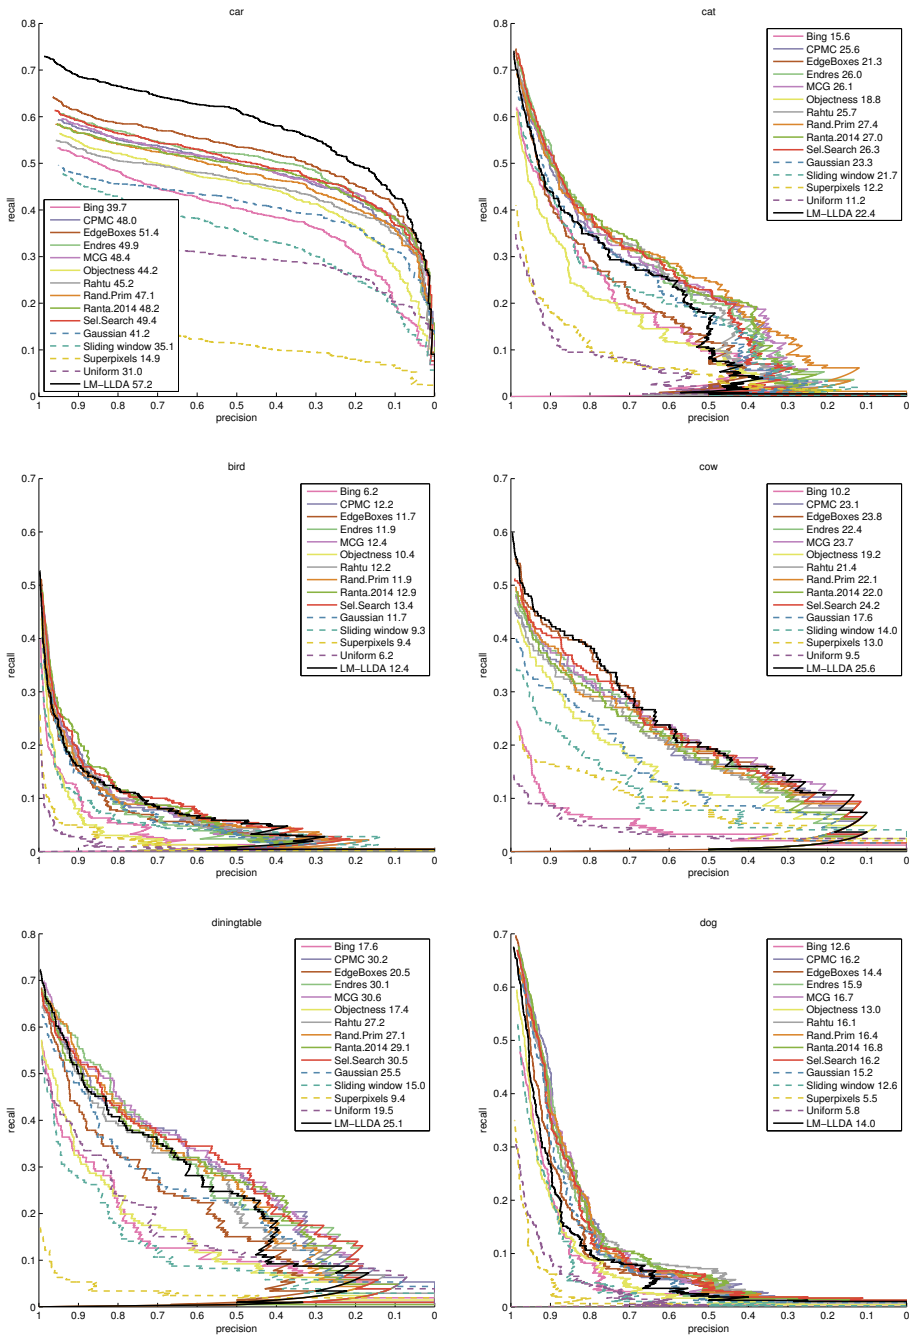 car
0.8
0.7
0.6
0.5
0.4
0.3
0.2
0.1
0
recall
Bing 39.7
CPMC 48.0
EdgeBoxes 51.4
Endres 49.9
MCG 48.4
Objectness 44.2
Rahtu 45.2
Rand.Prim 47.1
Ranta.2014 48.2
Sel.Search 49.4
Gaussian 41.2
Sliding window 35.1
Superpixels 14.9
Uniform 31.0
LM-LLDA 57.2
1 0.9 0.8 0.7 0.6 0.5 0.4 0.3 0.2 0.1 0
precision
cat
0.8
0.7
0.6
0.5
0.4
0.3
0.2
0.1
0
recall
Bing 15.6
CPMC 25.6
EdgeBoxes 21.3
Endres 26.0
MCG 26.1
Objectness 18.8
Rahtu 25.7
Rand.Prim 27.4
Ranta.2014 27.0
Sel.Search 26.3
Gaussian 23.3
Sliding window 21.7
Superpixels 12.2
Uniform 11.2
LM-LLDA 22.4
1 0.9 0.8 0.7 0.6 0.5 0.4 0.3 0.2 0.1 0
precision
bird
0.7
0.6
0.5
0.4
0.3
0.2
0.1
0
recall
Bing 6.2
CPMC 12.2
EdgeBoxes 11.7
Endres 11.9
MCG 12.4
Objectness 10.4
Rahtu 12.2
Rand.Prim 11.9
Ranta.2014 12.9
Sel.Search 13.4
Gaussian 11.7
Sliding window 9.3
Superpixels 9.4
Uniform 6.2
LM-LLDA 12.4
1 0.9 0.8 0.7 0.6 0.5 0.4 0.3 0.2 0.1 0
precision
cow
0.7
0.6
0.5
0.4
0.3
0.2
0.1
0
recall
Bing 10.2
CPMC 23.1
EdgeBoxes 23.8
Endres 22.4
MCG 23.7
Objectness 19.2
Rahtu 21.4
Rand.Prim 22.1
Ranta.2014 22.0
Sel.Search 24.2
Gaussian 17.6
Sliding window 14.0
Superpixels 13.0
Uniform 9.5
LM-LLDA 25.6
1 0.9 0.8 0.7 0.6 0.5 0.4 0.3 0.2 0.1 0
precision
diningtable
0.8
0.7
0.6
0.5
0.4
0.3
0.2
0.1
0
recall
Bing 17.6
CPMC 30.2
EdgeBoxes 20.5
Endres 30.1
MCG 30.6
Objectness 17.4
Rahtu 27.2
Rand.Prim 27.1
Ranta.2014 29.1
Sel.Search 30.5
Gaussian 25.5
Sliding window 15.0
Superpixels 9.4
Uniform 19.5
LM-LLDA 25.1
1 0.9 0.8 0.7 0.6 0.5 0.4 0.3 0.2 0.1 0
precision
dog
0.7
0.6
0.5
0.4
0.3
0.2
0.1
0
recall
Bing 12.6
CPMC 16.2
EdgeBoxes 14.4
Endres 15.9
MCG 16.7
Objectness 13.0
Rahtu 16.1
Rand.Prim 16.4
Ranta.2014 16.8
Sel.Search 16.2
Gaussian 15.2
Sliding window 12.6
Superpixels 5.5
Uniform 5.8
LM-LLDA 14.0
1 0.9 0.8 0.7 0.6 0.5 0.4 0.3 0.2 0.1 0
precision